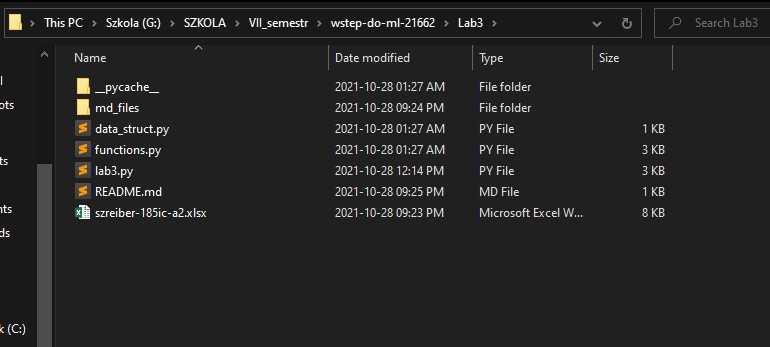 This PC > Szkola (G:) > SZKOLA > VII_semestr > wstep-do-ml-21662 > Lab3 > Search Lab3
Name Date modified Type Size
__pycache__ 2021-10-28 01:27 AM File folder
md_files 2021-10-28 09:24 PM File folder
data_struct.py 2021-10-28 01:27 AM PY File 1 KB
functions.py 2021-10-28 01:27 AM PY File 3 KB
lab3.py 2021-10-28 12:14 PM PY File 3 KB
README.md 2021-10-28 09:25 PM MD File 1 KB
szreiber-185ic-a2.xlsx 2021-10-28 09:23 PM Microsoft Excel W... 8 KB
k (C:)